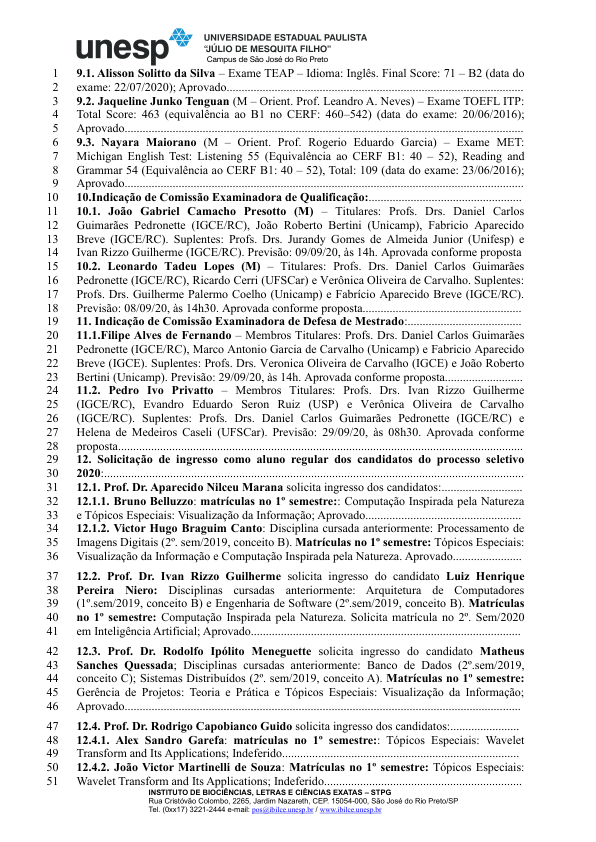 unesp
UNIVERSIDADE ESTADUAL PAULISTA
“JÚLIO DE MESQUITA FILHO”
Campus de São José do Rio Preto
1 9.1. Alisson Solitto da Silva – Exame TEAP – Idioma: Inglês. Final Score: 71 – B2 (data do
2 exame: 22/07/2020); Aprovado...................................................................................................
3 9.2. Jaqueline Junko Tenguan (M – Orient. Prof. Leandro A. Neves) – Exame TOEFL ITP:
4 Total Score: 463 (equivalência ao B1 no CERF: 460–542) (data do exame: 20/06/2016);
5 Aprovado....................................................................................................................................
6 9.3. Nayara Maiorano (M – Orient. Prof. Rogerio Eduardo Garcia) – Exame MET:
7 Michigan English Test: Listening 55 (Equivalência ao CERF B1: 40 – 52), Reading and
8 Grammar 54 (Equivalência ao CERF B1: 40 – 52), Total: 109 (data do exame: 23/06/2016);
9 Aprovado....................................................................................................................................
10 10.Indicação de Comissão Examinadora de Qualificação:...................................................
11 10.1. João Gabriel Camacho Presotto (M) – Titulares: Profs. Drs. Daniel Carlos
12 Guimarães Pedronette (IGCE/RC), João Roberto Bertini (Unicamp), Fabricio Aparecido
13 Breve (IGCE/RC). Suplentes: Profs. Drs. Jurandy Gomes de Almeida Junior (Unifesp) e
14 Ivan Rizzo Guilherme (IGCE/RC). Previsão: 09/09/20, às 14h. Aprovada conforme proposta
15 10.2. Leonardo Tadeu Lopes (M) – Titulares: Profs. Drs. Daniel Carlos Guimarães
16 Pedronette (IGCE/RC), Ricardo Cerri (UFSCar) e Verônica Oliveira de Carvalho. Suplentes:
17 Profs. Drs. Guilherme Palermo Coelho (Unicamp) e Fabrício Aparecido Breve (IGCE/RC).
18 Previsão: 08/09/20, às 14h30. Aprovada conforme proposta.....................................................
19 11. Indicação de Comissão Examinadora de Defesa de Mestrado:......................................
20 11.1.Filipe Alves de Fernando – Membros Titulares: Profs. Drs. Daniel Carlos Guimarães
21 Pedronette (IGCE/RC), Marco Antonio Garcia de Carvalho (Unicamp) e Fabricio Aparecido
22 Breve (IGCE). Suplentes: Profs. Drs. Veronica Oliveira de Carvalho (IGCE) e João Roberto
23 Bertini (Unicamp). Previsão: 29/09/20, às 14h. Aprovada conforme proposta..........................
24 11.2. Pedro Ivo Privatto – Membros Titulares: Profs. Drs. Ivan Rizzo Guilherme
25 (IGCE/RC), Evandro Eduardo Seron Ruiz (USP) e Verônica Oliveira de Carvalho
26 (IGCE/RC). Suplentes: Profs. Drs. Daniel Carlos Guimarães Pedronette (IGCE/RC) e
27 Helena de Medeiros Caseli (UFSCar). Previsão: 29/09/20, às 08h30. Aprovada conforme
28 proposta......................................................................................................................................
29 12. Solicitação de ingresso como aluno regular dos candidatos do processo seletivo
30 2020:...........................................................................................................................................
31 12.1. Prof. Dr. Aparecido Nilceu Marana solicita ingresso dos candidatos:...........................
32 12.1.1. Bruno Belluzzo: matrículas no 1º semestre:: Computação Inspirada pela Natureza
33 e Tópicos Especiais: Visualização da Informação; Aprovado....................................................
34 12.1.2. Victor Hugo Braguim Canto: Disciplina cursada anteriormente: Processamento de
35 Imagens Digitais (2º. sem/2019, conceito B). Matrículas no 1º semestre: Tópicos Especiais:
36 Visualização da Informação e Computação Inspirada pela Natureza. Aprovado.......................
37 12.2. Prof. Dr. Ivan Rizzo Guilherme solicita ingresso do candidato Luiz Henrique
38 Pereira Niero: Disciplinas cursadas anteriormente: Arquitetura de Computadores
39 (1º.sem/2019, conceito B) e Engenharia de Software (2º.sem/2019, conceito B). Matrículas
40 no 1º semestre: Computação Inspirada pela Natureza. Solicita matrícula no 2º. Sem/2020
41 em Inteligência Artificial; Aprovado..........................................................................................
42 12.3. Prof. Dr. Rodolfo Ipólito Meneguette solicita ingresso do candidato Matheus
43 Sanches Quessada; Disciplinas cursadas anteriormente: Banco de Dados (2º.sem/2019,
44 conceito C); Sistemas Distribuídos (2º. sem/2019, conceito A). Matrículas no 1º semestre:
45 Gerência de Projetos: Teoria e Prática e Tópicos Especiais: Visualização da Informação;
46 Aprovado....................................................................................................................................
47 12.4. Prof. Dr. Rodrigo Capobianco Guido solicita ingresso dos candidatos:.......................
48 12.4.1. Alex Sandro Garefa: matrículas no 1º semestre:: Tópicos Especiais: Wavelet
49 Transform and Its Applications; Indeferido...............................................................................
50 12.4.2. João Victor Martinelli de Souza: Matrículas no 1º semestre: Tópicos Especiais:
51 Wavelet Transform and Its Applications; Indeferido..................................................................
INSTITUTO DE BIOCIÊNCIAS, LETRAS E CIÊNCIAS EXATAS – STPG
Rua Cristóvão Colombo, 2265, Jardim Nazareth, CEP. 15054-000, São José do Rio Preto/SP
Tel. (0xx17) 3221-2444 e-mail: pos@ibilce.unesp.br / www.ibilce.unesp.br